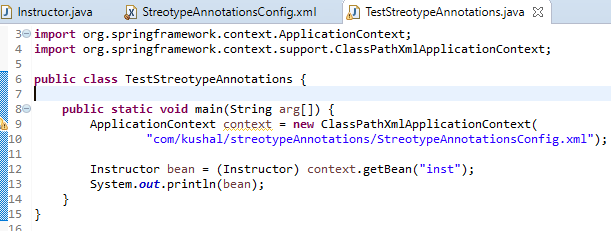 Instructor.java StreotypeAnnotationsConfig.xml TestStreotypeAnnotations.java
3 import org.springframework.context.ApplicationContext;
4 import org.springframework.context.support.ClassPathXmlApplicationContext;
5
6 public class TestStreotypeAnnotations {
7
8 public static void main(String arg[]) {
9 ApplicationContext context = new ClassPathXmlApplicationContext(
10 "com/kushal/streotypeAnnotations/StreotypeAnnotationsConfig.xml");
11
12 Instructor bean = (Instructor) context.getBean("inst");
13 System.out.println(bean);
14 }
15 }
16